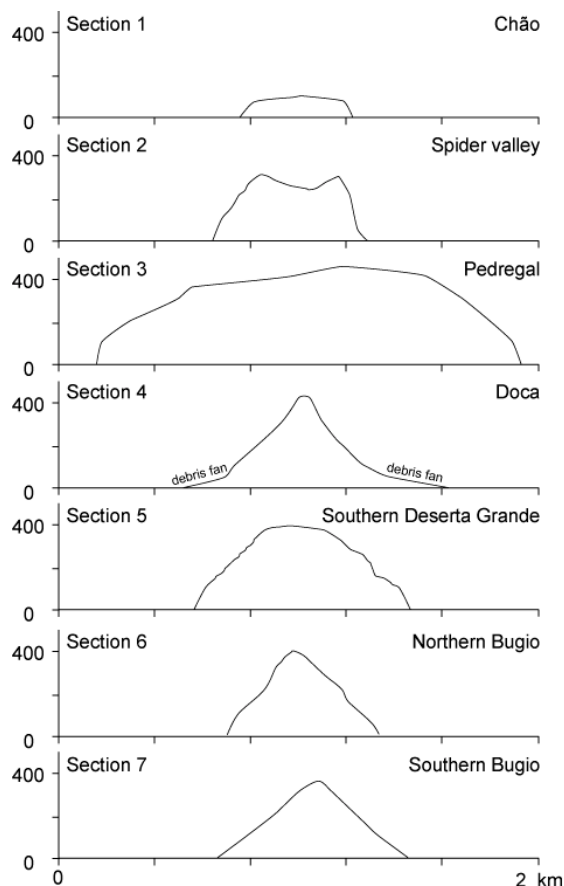 400
Section 1
Chão
0
400
Section 2
Spider valley
0
400
Section 3
Pedregal
0
400
Section 4
Doca
debris fan
debris fan
0
400
Section 5
Southern Deserta Grande
0
400
Section 6
Northern Bugio
0
400
Section 7
Southern Bugio
0
0
2 km